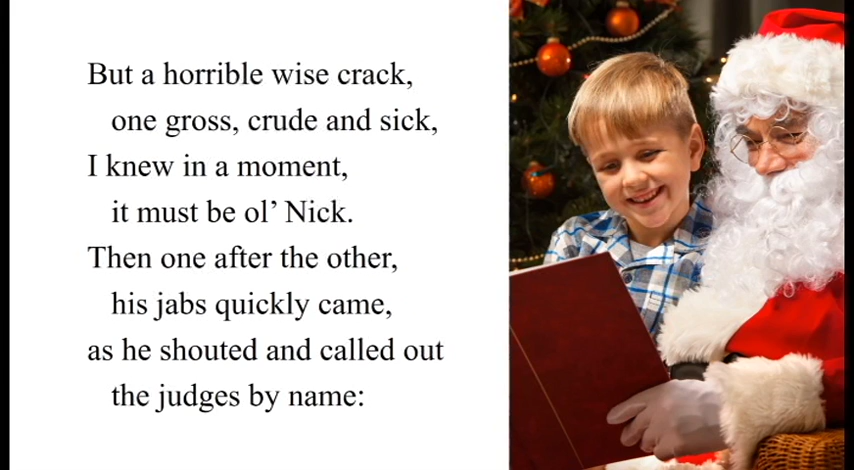 But a horrible wise crack,
one gross, crude and sick,
I knew in a moment,
it must be ol’ Nick.
Then one after the other,
his jabs quickly came,
as he shouted and called out
the judges by name: